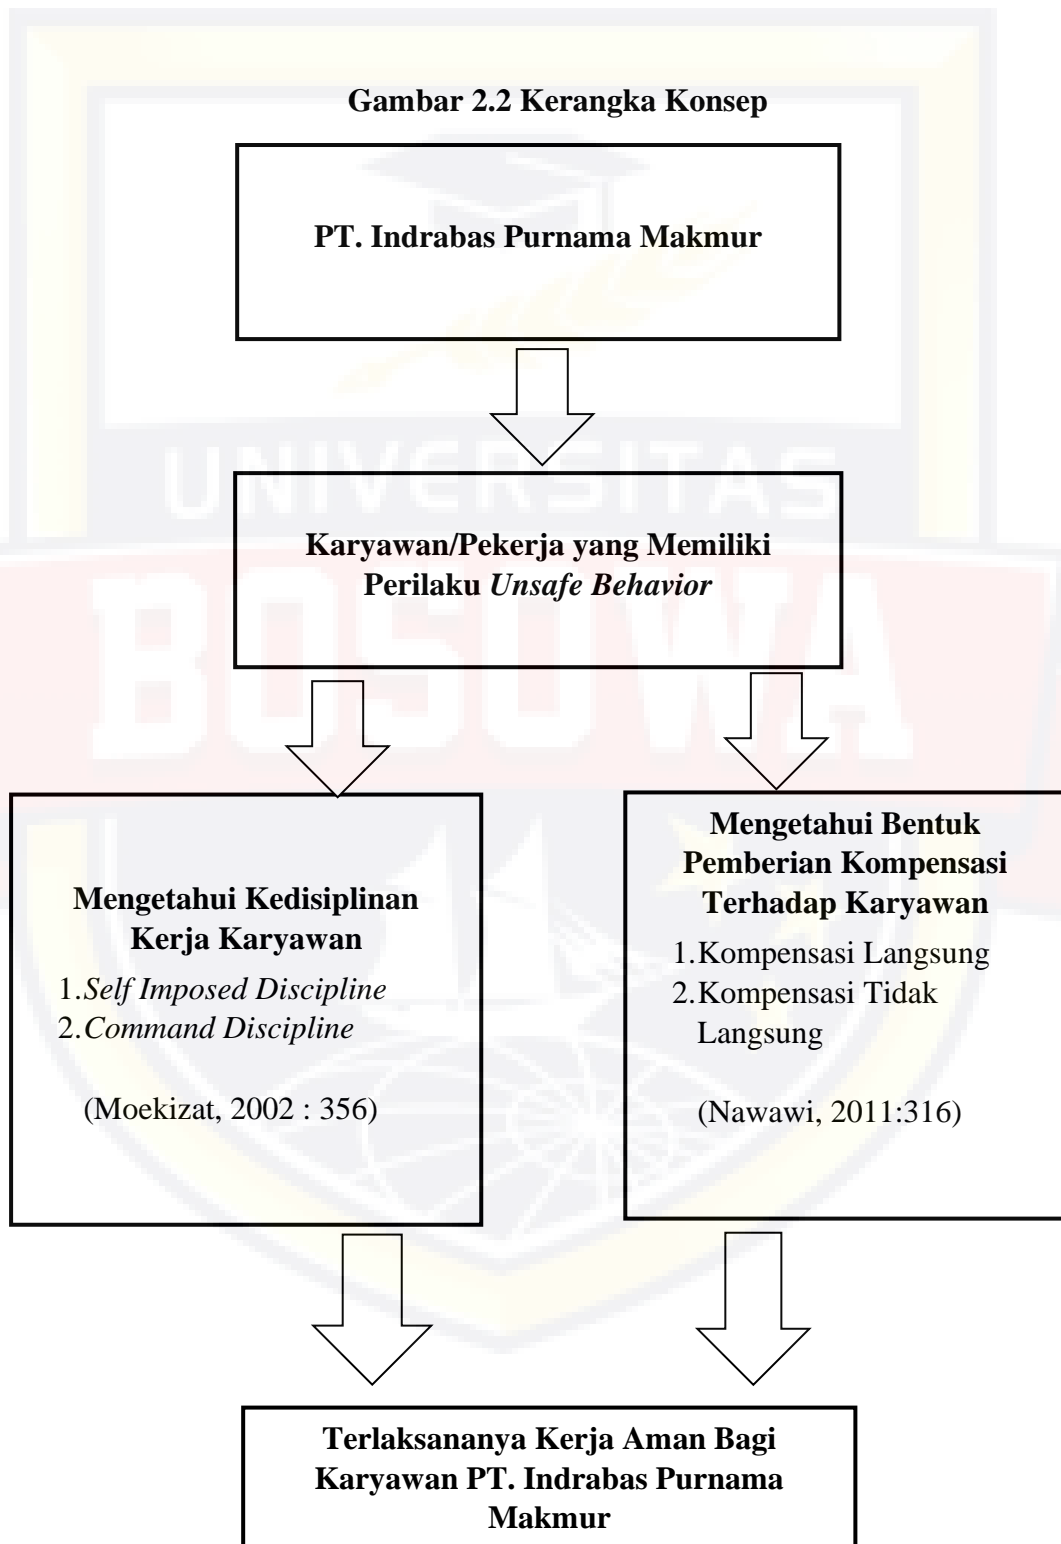 Gambar 2.2 Kerangka Konsep
PT. Indrabas Purnama Makmur
UNIVERSITAS
BOSOWA
Karyawan/Pekerja yang Memiliki
Perilaku Unsafe Behavior
Mengetahui Kedisiplinan
Kerja Karyawan
1.Self Imposed Discipline
2.Command Discipline
(Moekizat, 2002 : 356)
Mengetahui Bentuk
Pemberian Kompensasi
Terhadap Karyawan
1.Kompensasi Langsung
2.Kompensasi Tidak
Langsung
(Nawawi, 2011:316)
Terlaksananya Kerja Aman Bagi
Karyawan PT. Indrabas Purnama
Makmur